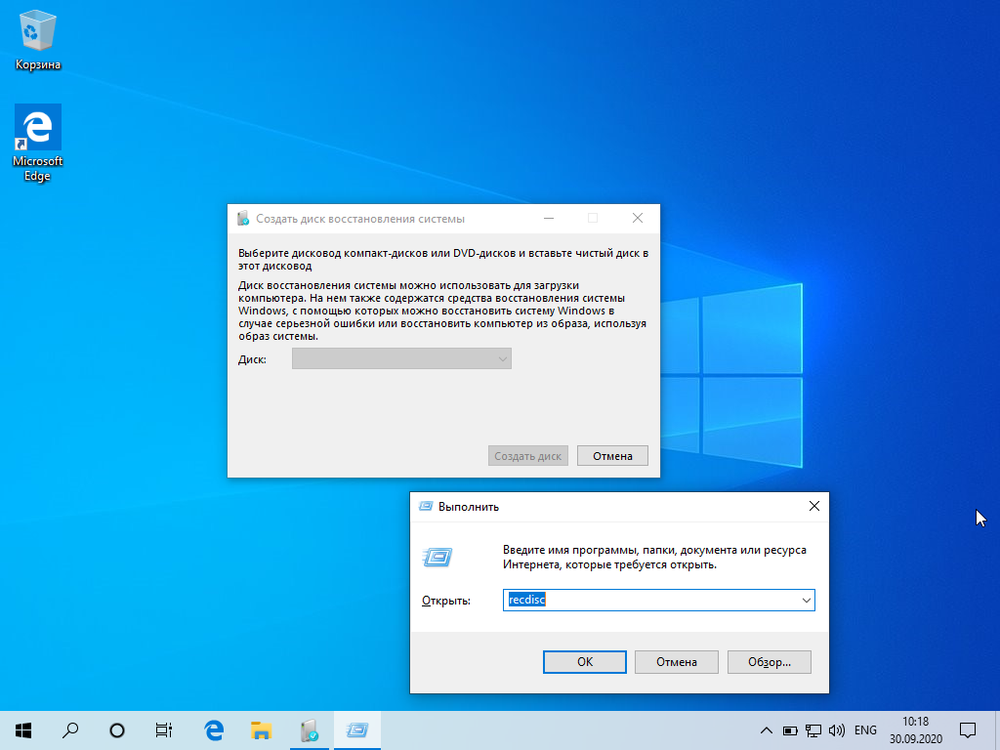 Корзина
Microsoft
Edge
Создать диск восстановления системы
Выберите дисковод компакт-дисков или DVD-дисков и вставьте чистый диск в
этот дисковод
Диск восстановления системы можно использовать для загрузки
компьютера. На нем также содержатся средства восстановления системы
Windows, с помощью которых можно восстановить систему Windows в
случае серьезной ошибки или восстановить компьютер из образа, используя
образ системы.
Диск:
Создать диск
Отмена
Выполнить
Введите имя программы, папки, документа или ресурса
Интернета, которые требуется открыть.
Открыть:
recdisc
OK
Отмена
Обзор...
ENG
10:18
30.09.2020